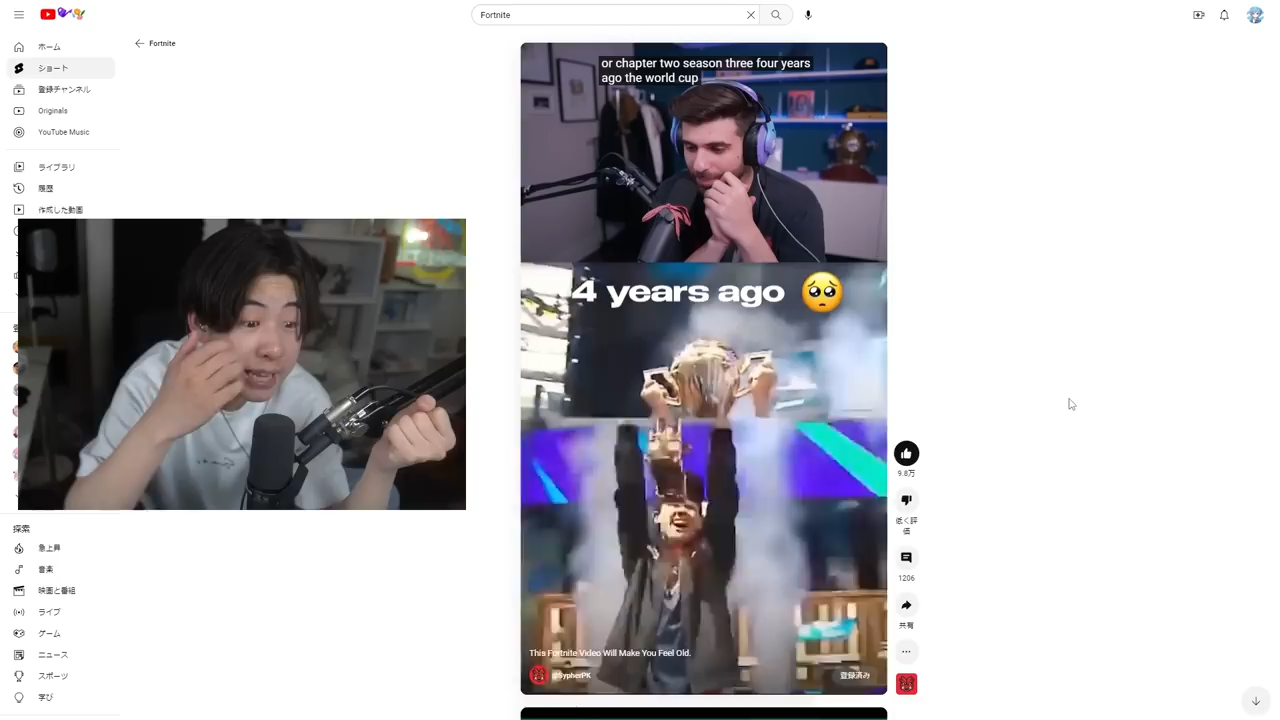 Fortnite
ホーム
ショート
登録チャンネル
Originals
YouTube Music
ライブラリ
履歴
作成した動画
探索
急上昇
音楽
映画と番組
ライブ
ゲーム
ニュース
スポーツ
学び
Fortnite
or chapter two season three four years
ago the world cup
4 years ago
This Fortnite Video Will Make You Feel Old.
@SypherPK
登録済み
9.8万
低く評
価
1206
共有